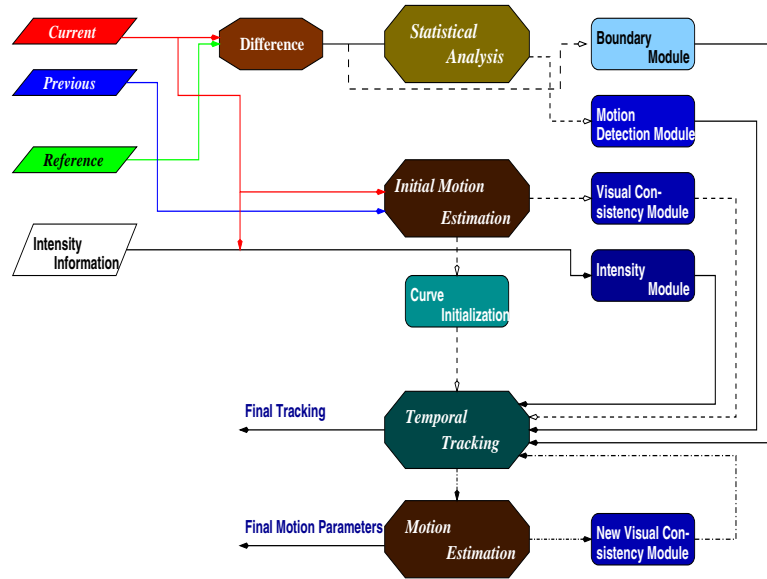 Current
Previous
Reference
Intensity
Information
Difference
Statistical
Analysis
Boundary
Module
Motion
Detection Module
Initial Motion
Estimation
Visual Con-
sistency Module
Intensity
Module
Curve
Initialization
Final Tracking
Temporal
Tracking
Final Motion Parameters
Motion
Estimation
New Visual Con-
sistency Module